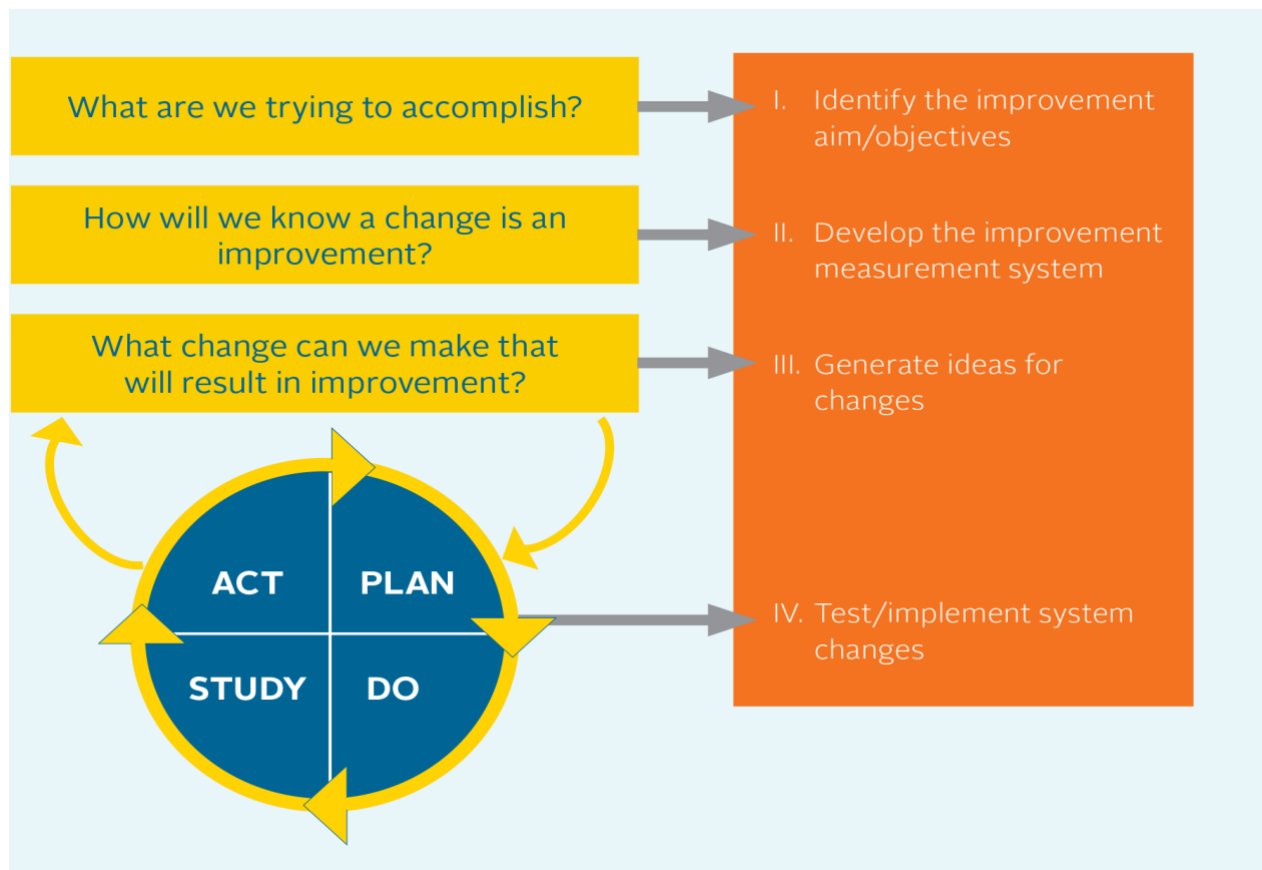 What are we trying to accomplish?
How will we know a change is an
improvement?
What change can we make that
will result in improvement?
ACT
PLAN
STUDY
DO
I. Identify the improvement
aim/objectives
II. Develop the improvement
measurement system
III. Generate ideas for
changes
IV. Test/implement system
changes